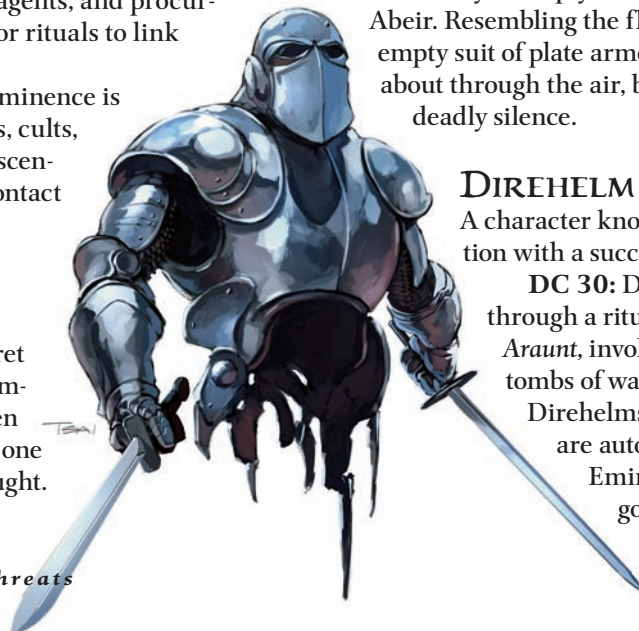 agents, and procur-
or rituals to link
minence is
s, cults,
scen-
ontact
ret
m-
en
one
ught.
hreats
Abeir. Resembling the fl
empty suit of plate armo
about through the air, b
deadly silence.
DIREHELM
A character kno
tion with a succ
DC 30: D
through a ritu
Araunt, invol
tombs of wa
Direhelms
are auto
Emin
go